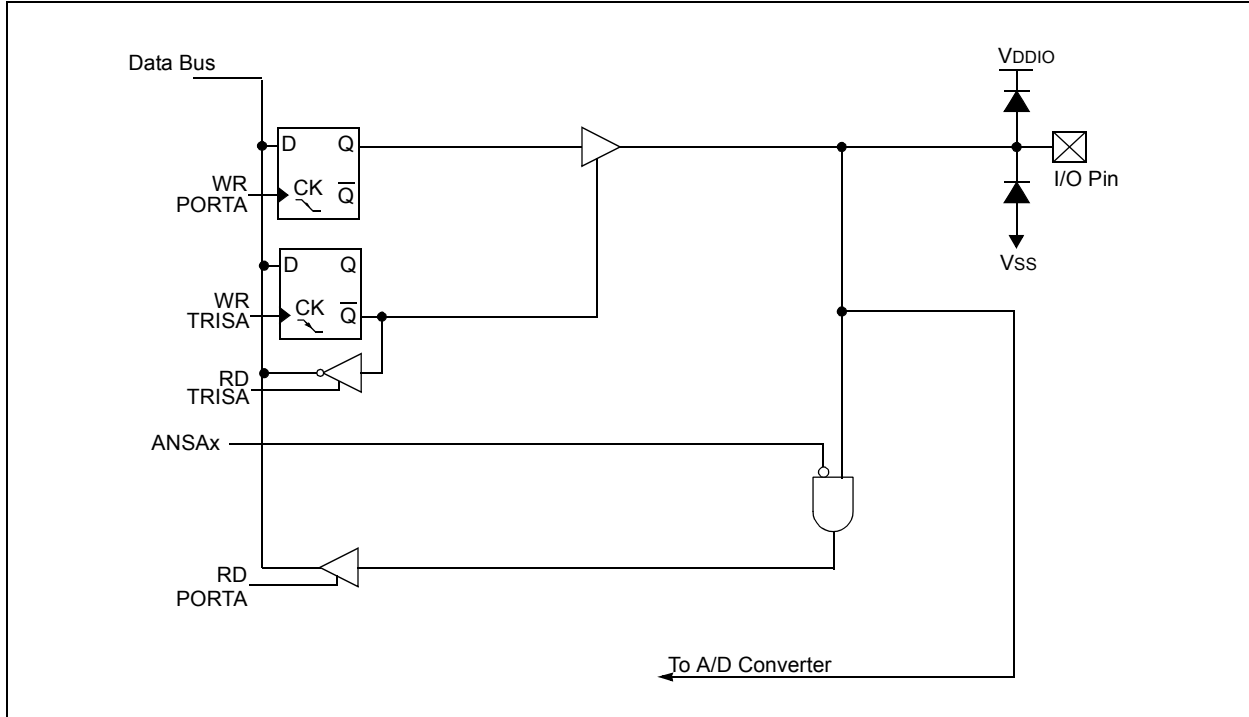 Data Bus
VDDIO
D Q
WR
PORTA
CK Q
I/O Pin
D Q
VSS
WR
TRISA
CK Q
RD
TRISA
ANSAx
RD
PORTA
To A/D Converter